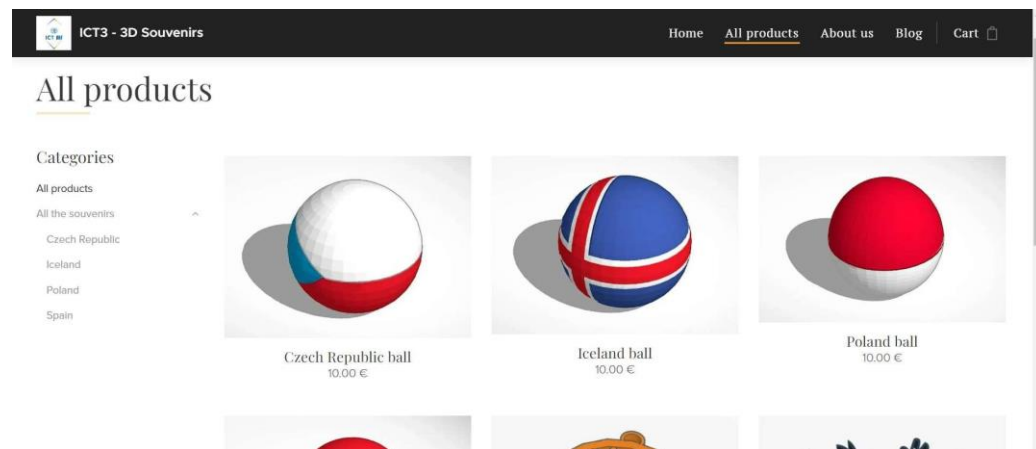 ICT3 - 3D Souvenirs
Home All products About us Blog Cart
All products
Categories
All products
All the souvenirs
Czech Republic
Iceland
Poland
Spain
Czech Republic ball
10.00 €
Iceland ball
10.00 €
Poland ball
10.00 €